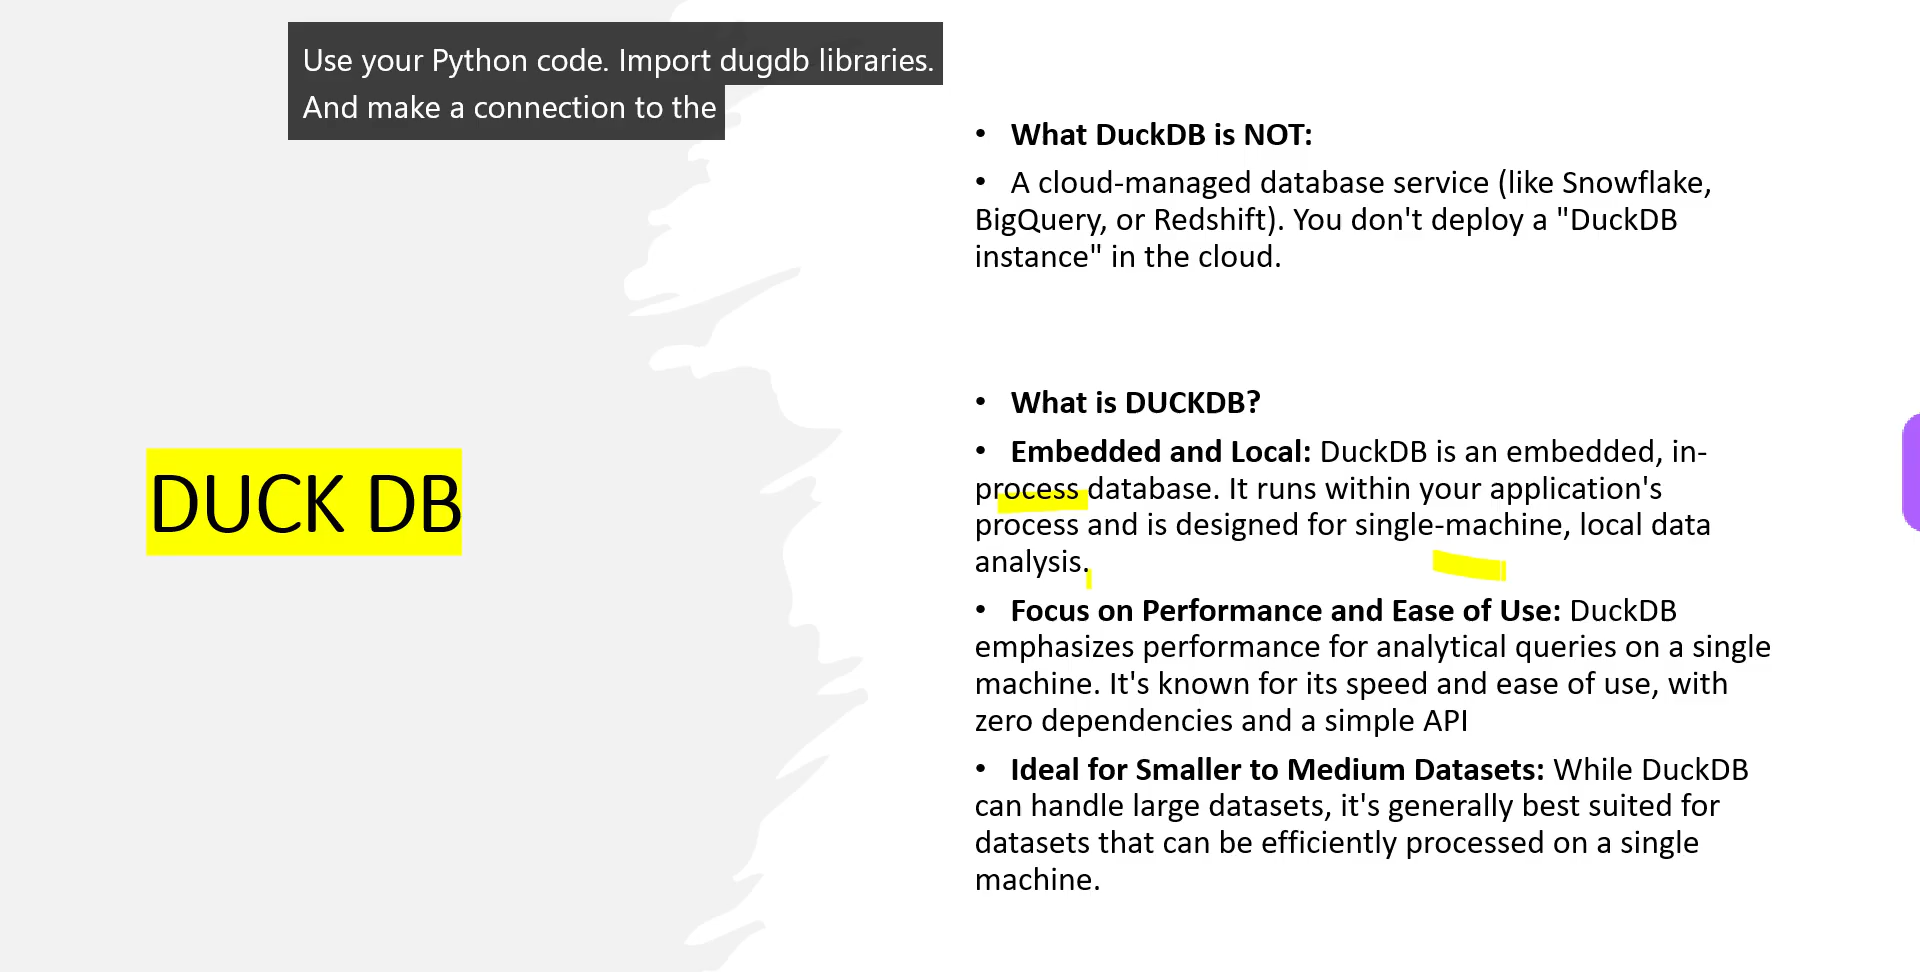 Use your Python code. Import dugdb libraries.
And make a connection to the
DUCK DB
• What DuckDB is NOT:
• A cloud-managed database service (like Snowflake,
BigQuery, or Redshift). You don't deploy a "DuckDB
instance" in the cloud.
• What is DUCKDB?
• Embedded and Local: DuckDB is an embedded, in-
process database. It runs within your application's
process and is designed for single-machine, local data
analysis.
• Focus on Performance and Ease of Use: DuckDB
emphasizes performance for analytical queries on a single
machine. It's known for its speed and ease of use, with
zero dependencies and a simple API
• Ideal for Smaller to Medium Datasets: While DuckDB
can handle large datasets, it's generally best suited for
datasets that can be efficiently processed on a single
machine.